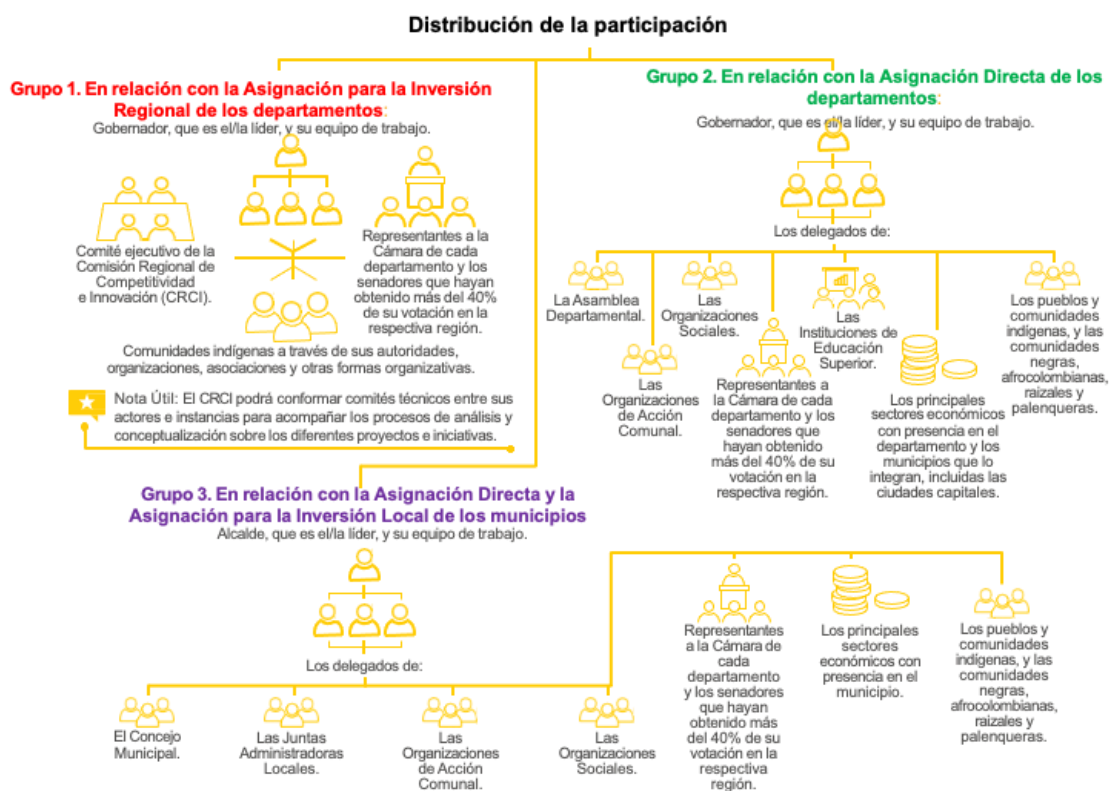 Distribución de la participación
Grupo 1. En relación con la Asignación para la Inversión
Regional de los departamentos:
Gobernador, que es el/la líder, y su equipo de trabajo.
Comité ejecutivo de la
Comisión Regional de
Competitividad
e Innovación (CRCI).
Representantes a la
Cámara de cada
departamento y los
senadores que hayan
obtenido más del 40%
de su votación en la
respectiva región.
Comunidades indígenas a través de sus autoridades,
organizaciones, asociaciones y otras formas organizativas.
Nota Útil: El CRCI podrá conformar comités técnicos entre sus
actores e instancias para acompañar los procesos de análisis y
conceptualización sobre los diferentes proyectos e iniciativas.
Grupo 2. En relación con la Asignación Directa de los
departamentos:
Gobernador, que es el/la líder, y su equipo de trabajo.
Los delegados de:
La Asamblea
Departamental.
Las
Organizaciones
de Acción
Comunal.
Las
Organizaciones
Sociales.
Representantes
a la Cámara de
cada
departamento y los
senadores que
hayan obtenido
más del 40% de su
votación en la
respectiva región.
Las
Instituciones de
Educación
Superior.
Los principales
sectores económicos
con presencia en el
departamento y los
municipios que lo
integran, incluidas las
ciudades capitales.
Los pueblos y
comunidades
indígenas, y las
comunidades
negras,
afrocolombianas,
raizales y
palenqueras.
Grupo 3. En relación con la Asignación Directa y la
Asignación para la Inversión Local de los municipios
Alcalde, que es el/la líder, y su equipo de trabajo.
Los delegados de:
El Concejo
Municipal.
Las Juntas
Administradoras
Locales.
Las
Organizaciones
de Acción
Comunal.
Las
Organizaciones
Sociales.
Representantes
a la Cámara de
cada
departamento
y los senadores
que hayan
obtenido más
del 40% de su
votación en la
respectiva
región.
Los principales
sectores
económicos con
presencia en el
municipio.
Los pueblos y
comunidades
indígenas, y las
comunidades
negras,
afrocolombianas,
raizales y
palenqueras.